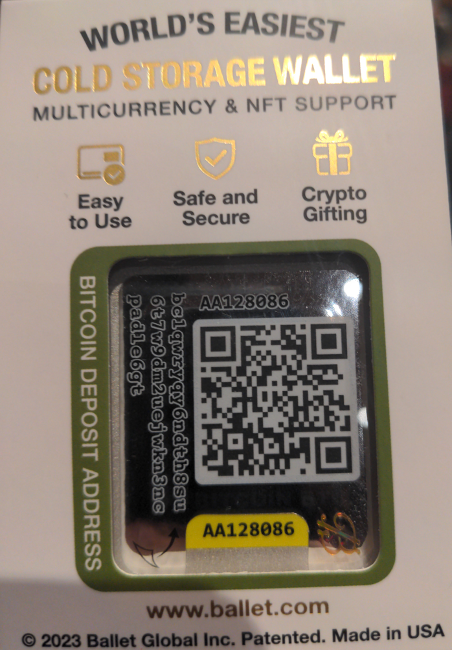 WORLD'S EASIEST
COLD STORAGE WALLET
MULTICURRENCY & NFT SUPPORT
Easy
to Use
Safe and
Secure
Crypto
Gifting
BITCOIN DEPOSIT ADDRESS
AA128086
AA128086
www.ballet.com
© 2023 Ballet Global Inc. Patented. Made in USA